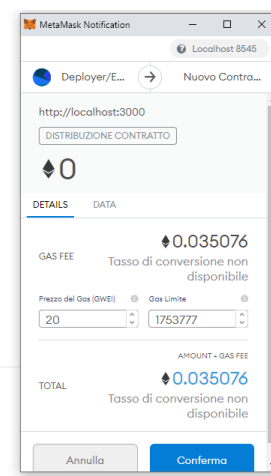 MetaMask Notification
Localhost 8545
Deployer/E... Nuovo Contra...
http://localhost:3000
DISTRIBUZIONE CONTRATTO
0
DETAILS DATA
GAS FEE
0.035076
Tasso di conversione non
disponibile
Prezzo del Gas (GWEI) Gas Limite
20 1753777
AMOUNT + GAS FEE
TOTAL
0.035076
Tasso di conversione non
disponibile
Annulla Conferma